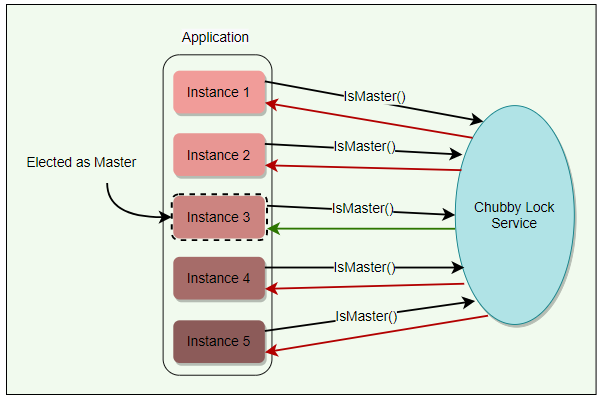 Application
Instance 1
IsMaster()
Instance 2
IsMaster()
Elected as Master
Instance 3
IsMaster()
Chubby Lock
Service
Instance 4
IsMaster()
Instance 5
IsMaster()